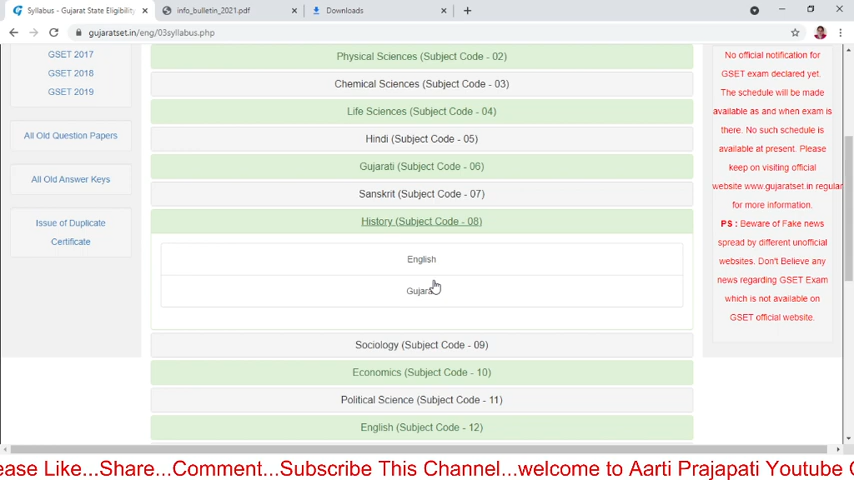 Syllabus - Gujarat State Eligibility
info_bulletin_2021.pdf
Downloads
gujaratset.in/eng/03syllabus.php
GSET 2017
GSET 2018
GSET 2019
All Old Question Papers
All Old Answer Keys
Issue of Duplicate
Certificate
Physical Sciences (Subject Code - 02)
Chemical Sciences (Subject Code - 03)
Life Sciences (Subject Code - 04)
Hindi (Subject Code - 05)
Gujarati (Subject Code - 06)
Sanskrit (Subject Code - 07)
History (Subject Code - 08)
English
Sociology (Subject Code - 09)
Economics (Subject Code - 10)
Political Science (Subject Code - 11)
English (Subject Code - 12)
No official notification for
GSET exam declared yet.
The schedule will be made
available as and when exam is
there. No such schedule is
available at present. Please
keep on visiting official
website www.gujaratset.in regular
for more information.
PS : Beware of Fake news
spread by different unofficial
websites. Don't Believe any
news regarding GSET Exam
which is not available on
GSET official website.
ease Like...Share...Comment...Subscribe This Channel...welcome to Aarti Prajapati Youtube